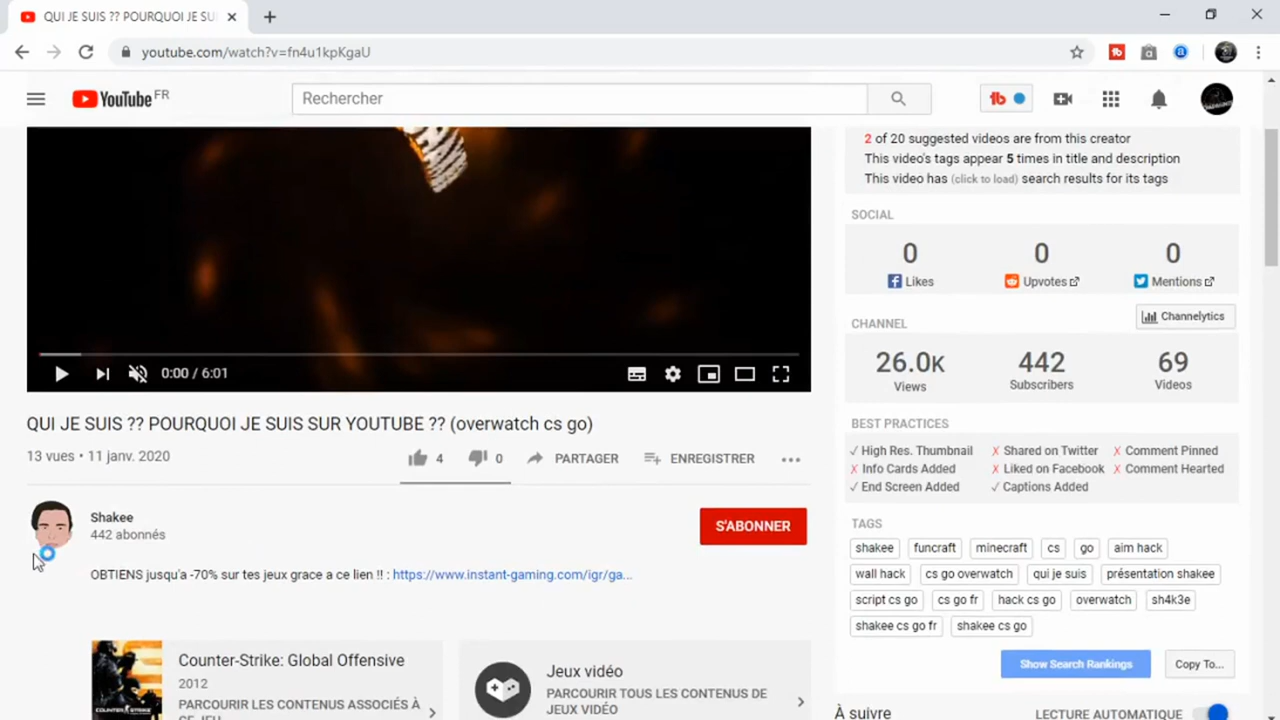 QUI JE SUIS ?? POURQUOI JE SU
youtube.com/watch?v=fn4u1kpKgaU
YouTube FR
Rechercher
tb
2 of 20 suggested videos are from this creator
This video's tags appear 5 times in title and description
This video has (click to load) search results for its tags
SOCIAL
0 0 0
Likes Upvotes Mentions
CHANNEL Channelytics
26.0K 442 69
Views Subscribers Videos
BEST PRACTICES
✓ High Res. Thumbnail ✗ Shared on Twitter ✗ Comment Pinned
✗ Info Cards Added ✗ Liked on Facebook ✗ Comment Hearted
✓ End Screen Added ✓ Captions Added
TAGS
shakee funcraft minecraft cs go aim hack
wall hack cs go overwatch qui je suis présentation shakee
script cs go cs go fr hack cs go overwatch sh4k3e
shakee cs go fr shakee cs go
Show Search Rankings Copy To...
À suivre LECTURE AUTOMATIQUE
0:00 / 6:01
QUI JE SUIS ?? POURQUOI JE SUIS SUR YOUTUBE ?? (overwatch cs go)
13 vues • 11 janv. 2020
4 0 PARTAGER ENREGISTRER
Shakee
442 abonnés
S'ABONNER
OBTIENS jusqu'a -70% sur tes jeux grace a ce lien !! : https://www.instant-gaming.com/igr/ga...
Counter-Strike: Global Offensive
2012
PARCOURIR LES CONTENUS ASSOCIÉS À
CE JEU
Jeux vidéo
PARCOURIR TOUS LES CONTENUS DE
JEUX VIDÉO